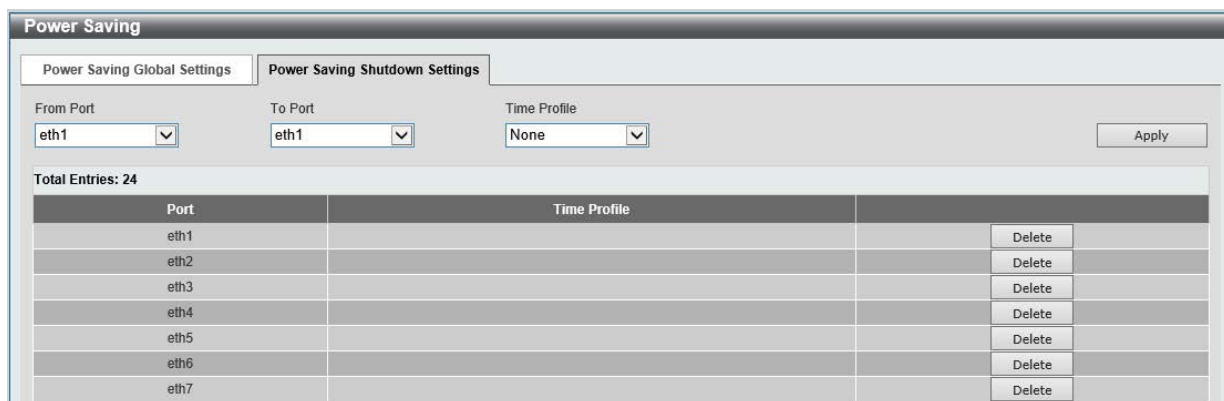 Power Saving
Power Saving Global Settings Power Saving Shutdown Settings
From Port To Port Time Profile
eth1 eth1 None Apply
Total Entries: 24
Port Time Profile
eth1 Delete
eth2 Delete
eth3 Delete
eth4 Delete
eth5 Delete
eth6 Delete
eth7 Delete